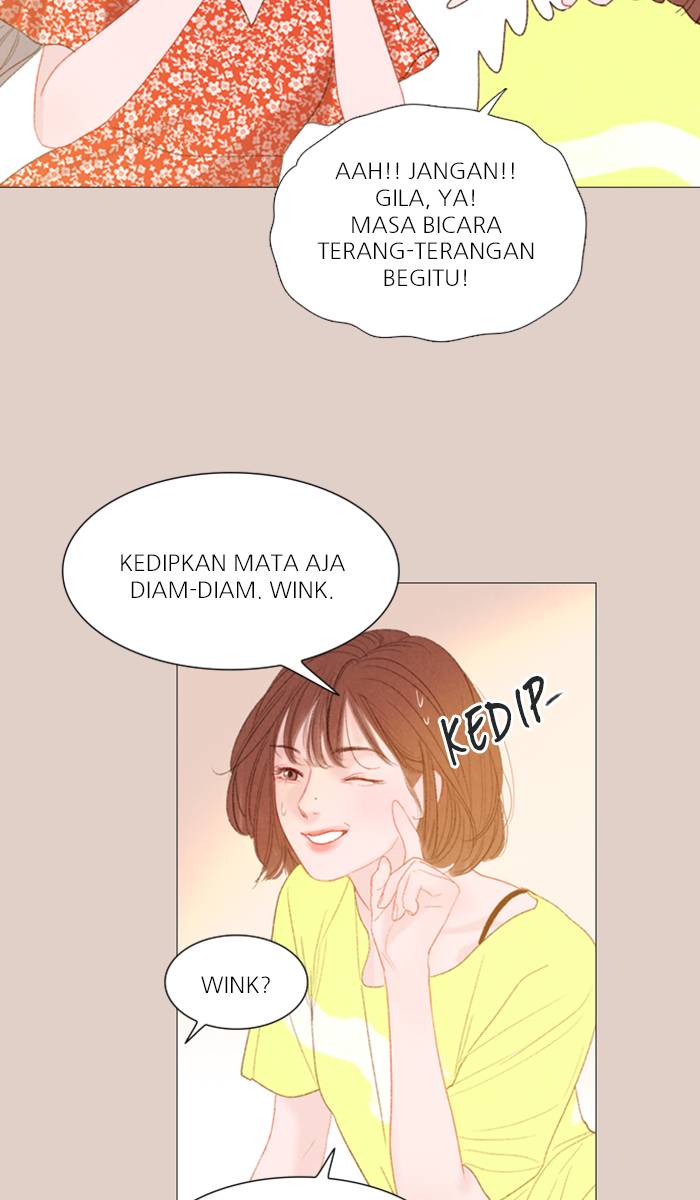 AAH!! JANGAN!!
GILA, YA!
MASA BICARA
TERANG-TERANGAN
BEGITU!
KEDIPKAN MATA AJA
DIAM-DIAM. WINK.
KEDIP-
WINK?